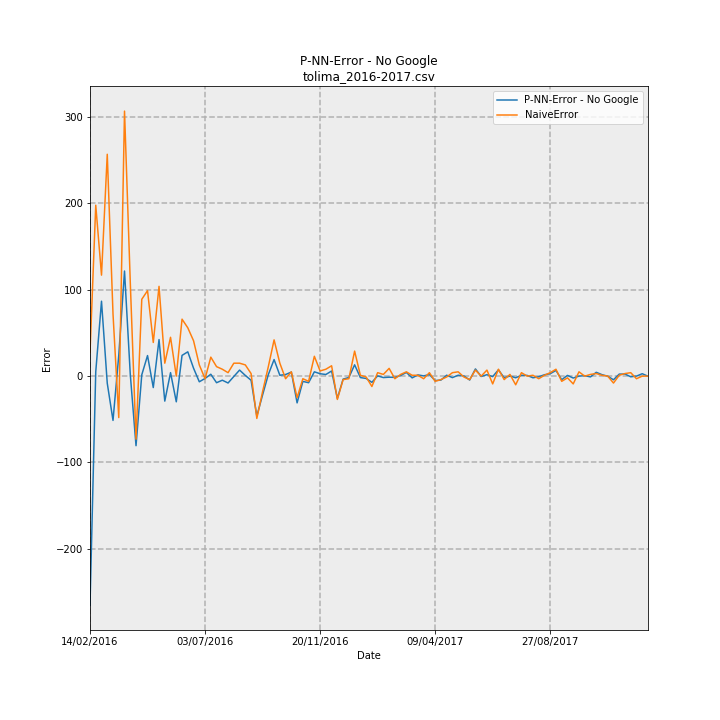 P-NN-Error - No Google
tolima_2016-2017.csv
P-NN-Error - No Google
NaiveError
300
200
100
0
−100
−200
Error
14/02/2016
03/07/2016
20/11/2016
09/04/2017
27/08/2017
Date